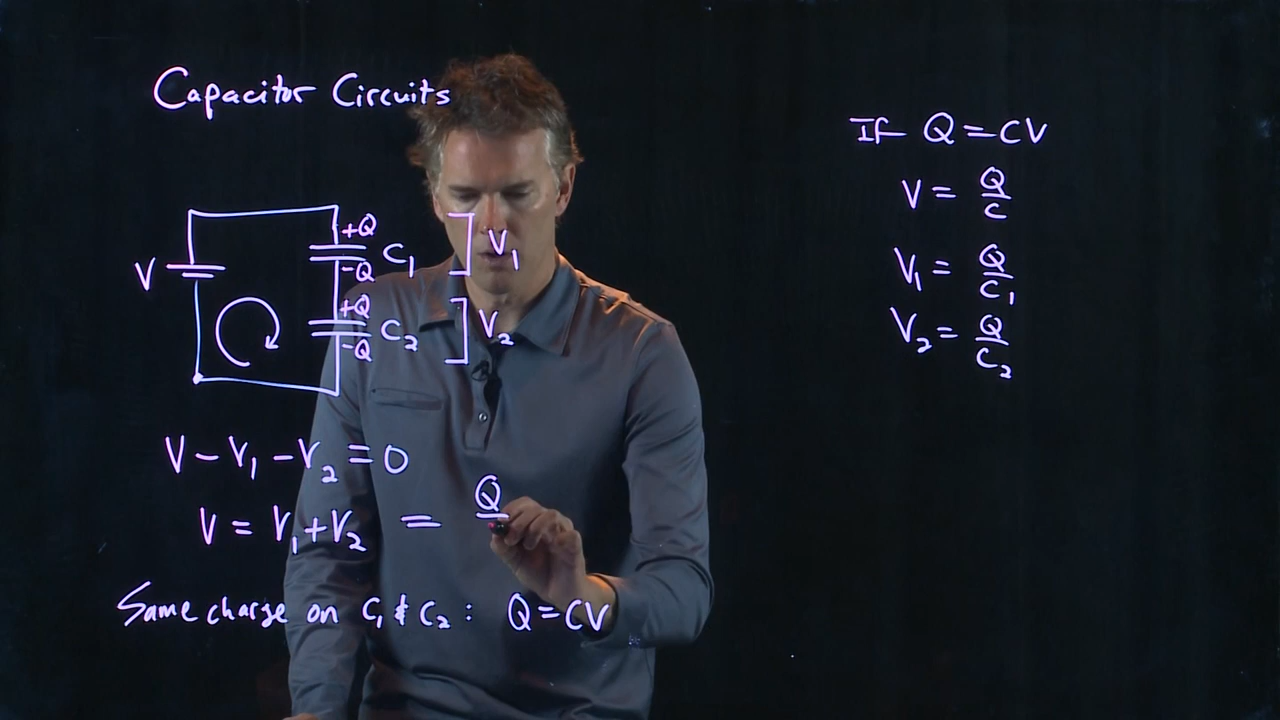 Capacitor Circuits
If Q = CV
V = Q/C
V₁ = Q/C₁
V₂ = Q/C₂
V
+Q
-Q
C₁
]V₁
+Q
-Q
C₂
]V₂
V - V₁ - V₂ = 0
V = V₁ + V₂ = Q
Same charge on C₁ & C₂ : Q = CV